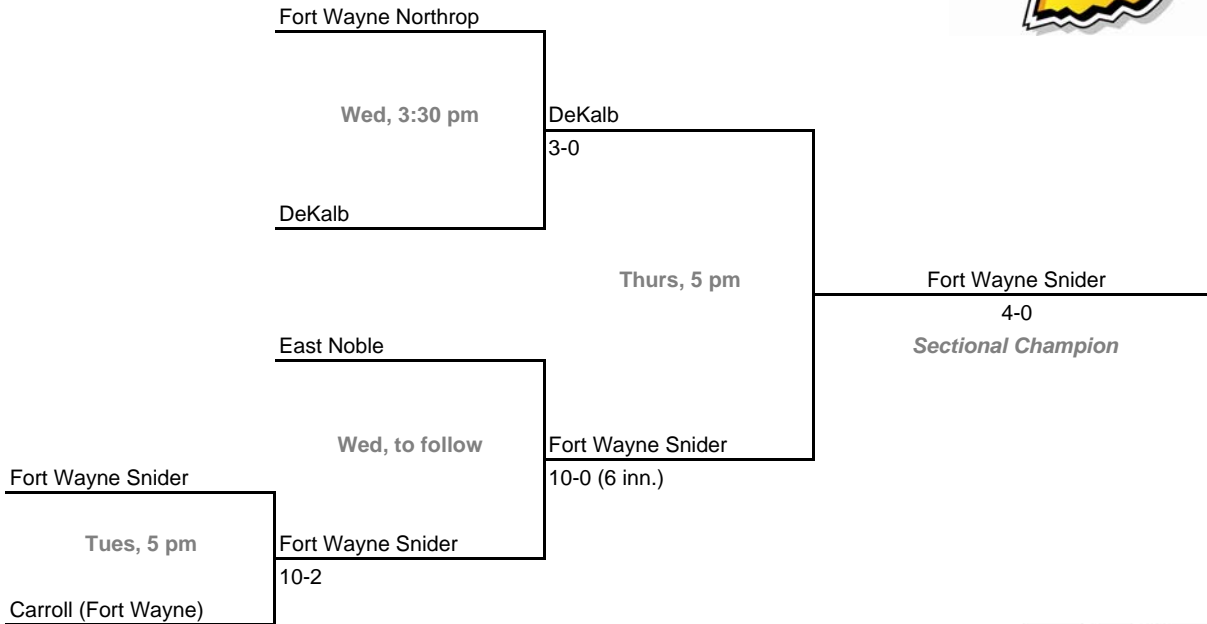 Fort Wayne Northrop
Wed, 3:30 pm
DeKalb
3-0
DeKalb
Thurs, 5 pm
Fort Wayne Snider
4-0
Sectional Champion
East Noble
Wed, to follow
Fort Wayne Snider
10-0 (6 inn.)
Fort Wayne Snider
Tues, 5 pm
Fort Wayne Snider
10-2
Carroll (Fort Wayne)